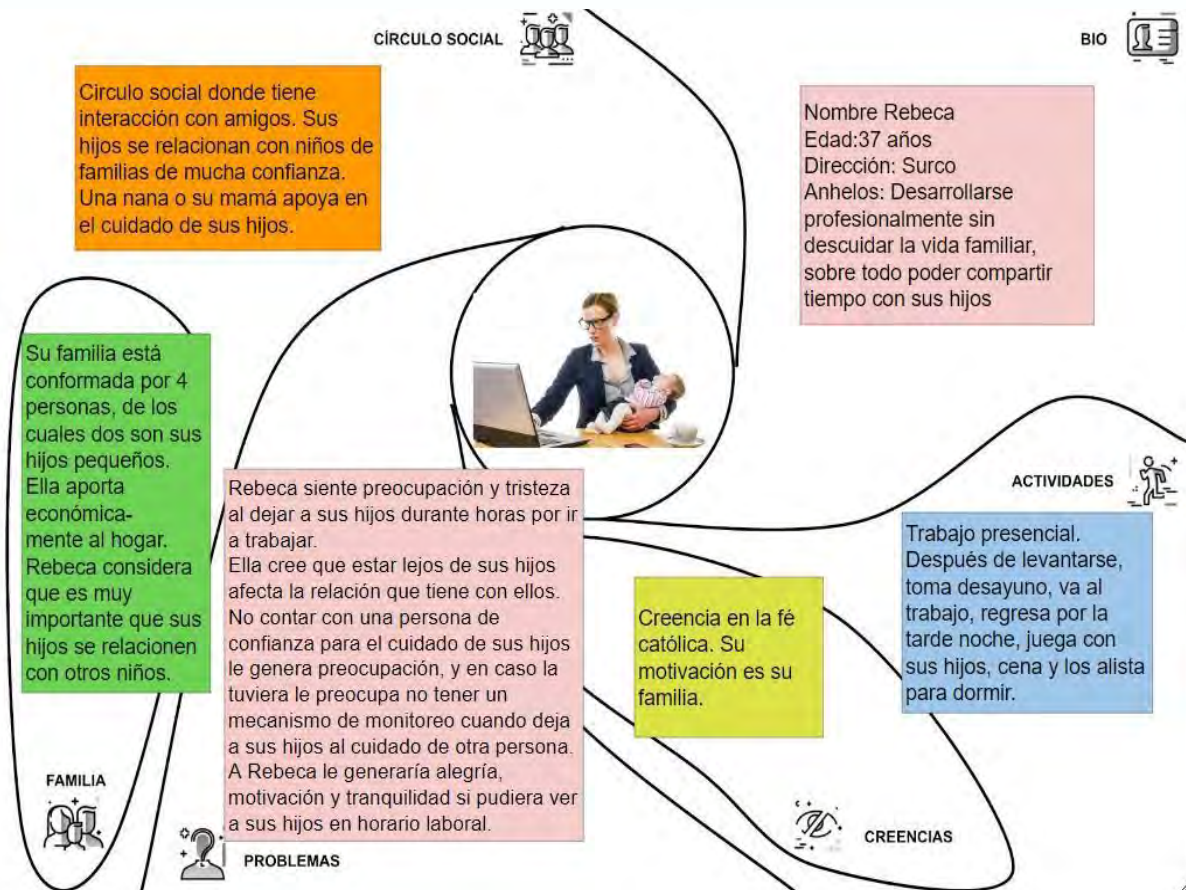 CÍRCULO SOCIAL
Circulo social donde tiene
interacción con amigos. Sus
hijos se relacionan con niños de
familias de mucha confianza.
Una nana o su mamá apoya en
el cuidado de sus hijos.
BIO
Nombre Rebeca
Edad:37 años
Dirección: Surco
Anhelos: Desarrollarse
profesionalmente sin
descuidar la vida familiar,
sobre todo poder compartir
tiempo con sus hijos
Su familia está
conformada por 4
personas, de los
cuales dos son sus
hijos pequeños.
Ella aporta
económica-
mente al hogar.
Rebeca considera
que es muy
importante que sus
hijos se relacionen
con otros niños.
FAMILIA
Rebeca siente preocupación y tristeza
al dejar a sus hijos durante horas por ir
a trabajar.
Ella cree que estar lejos de sus hijos
afecta la relación que tiene con ellos.
No contar con una persona de
confianza para el cuidado de sus hijos
le genera preocupación, y en caso la
tuviera le preocupa no tener un
mecanismo de monitoreo cuando deja
a sus hijos al cuidado de otra persona.
A Rebeca le generaría alegría,
motivación y tranquilidad si pudiera ver
a sus hijos en horario laboral.
PROBLEMAS
Creencia en la fé
católica. Su
motivación es su
familia.
CREENCIAS
ACTIVIDADES
Trabajo presencial.
Después de levantarse,
toma desayuno, va al
trabajo, regresa por la
tarde noche, juega con
sus hijos, cena y los alista
para dormir.